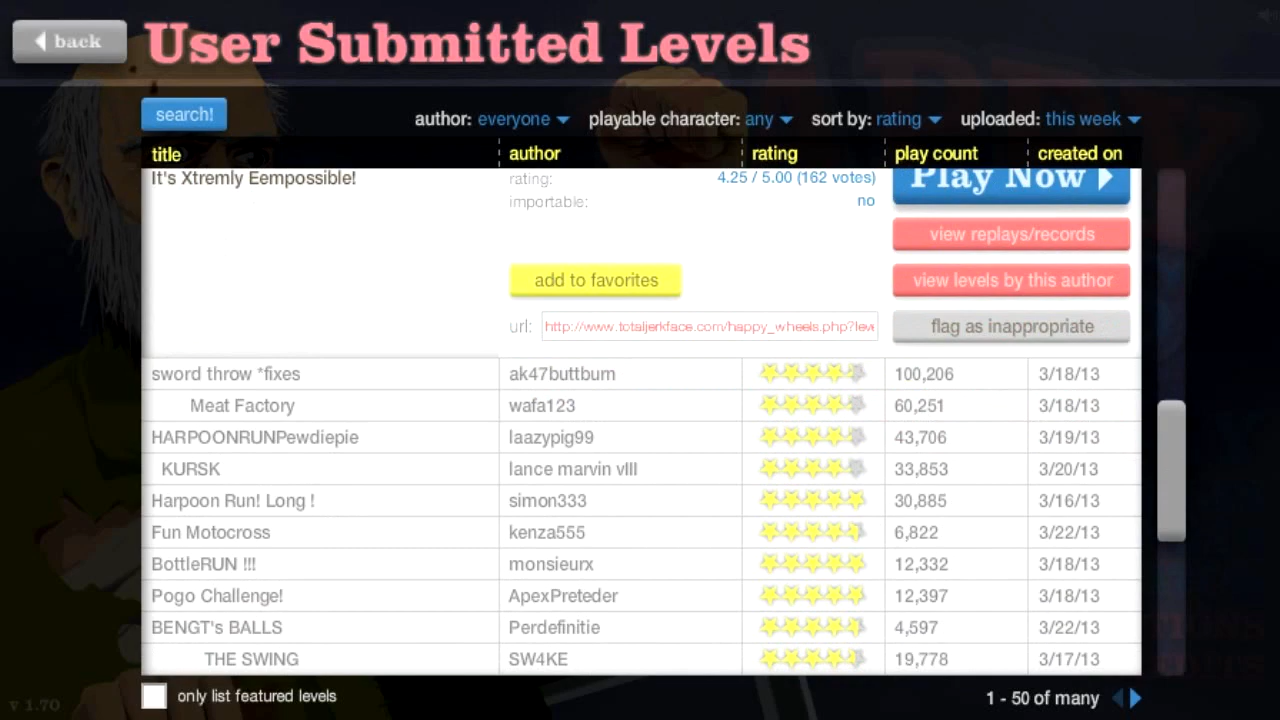 back
User Submitted Levels
search!
author: everyone playable character: any sort by: rating uploaded: this week
title author rating play count created on
It's Xtremly Eempossible! rating: 4.25 / 5.00 (162 votes) Play Now
importable: no
view replays/records
add to favorites view levels by this author
url: http://www.totaljerkface.com/happy_wheels.php?leve flag as inappropriate
sword throw *fixes ak47buttburn 100,206 3/18/13
Meat Factory wafa123 60,251 3/18/13
HARPOONRUNPewdiepie laazypig99 43,706 3/19/13
KURSK lance marvin vIII 33,853 3/20/13
Harpoon Run! Long ! simon333 30,885 3/16/13
Fun Motocross kenza555 6,822 3/22/13
BottleRUN !!! monsieurx 12,332 3/18/13
Pogo Challenge! ApexPreteder 12,397 3/18/13
BENGT's BALLS Perdefinitie 4,597 3/22/13
THE SWING SW4KE 19,778 3/17/13
only list featured levels 1 - 50 of many
v 1.70